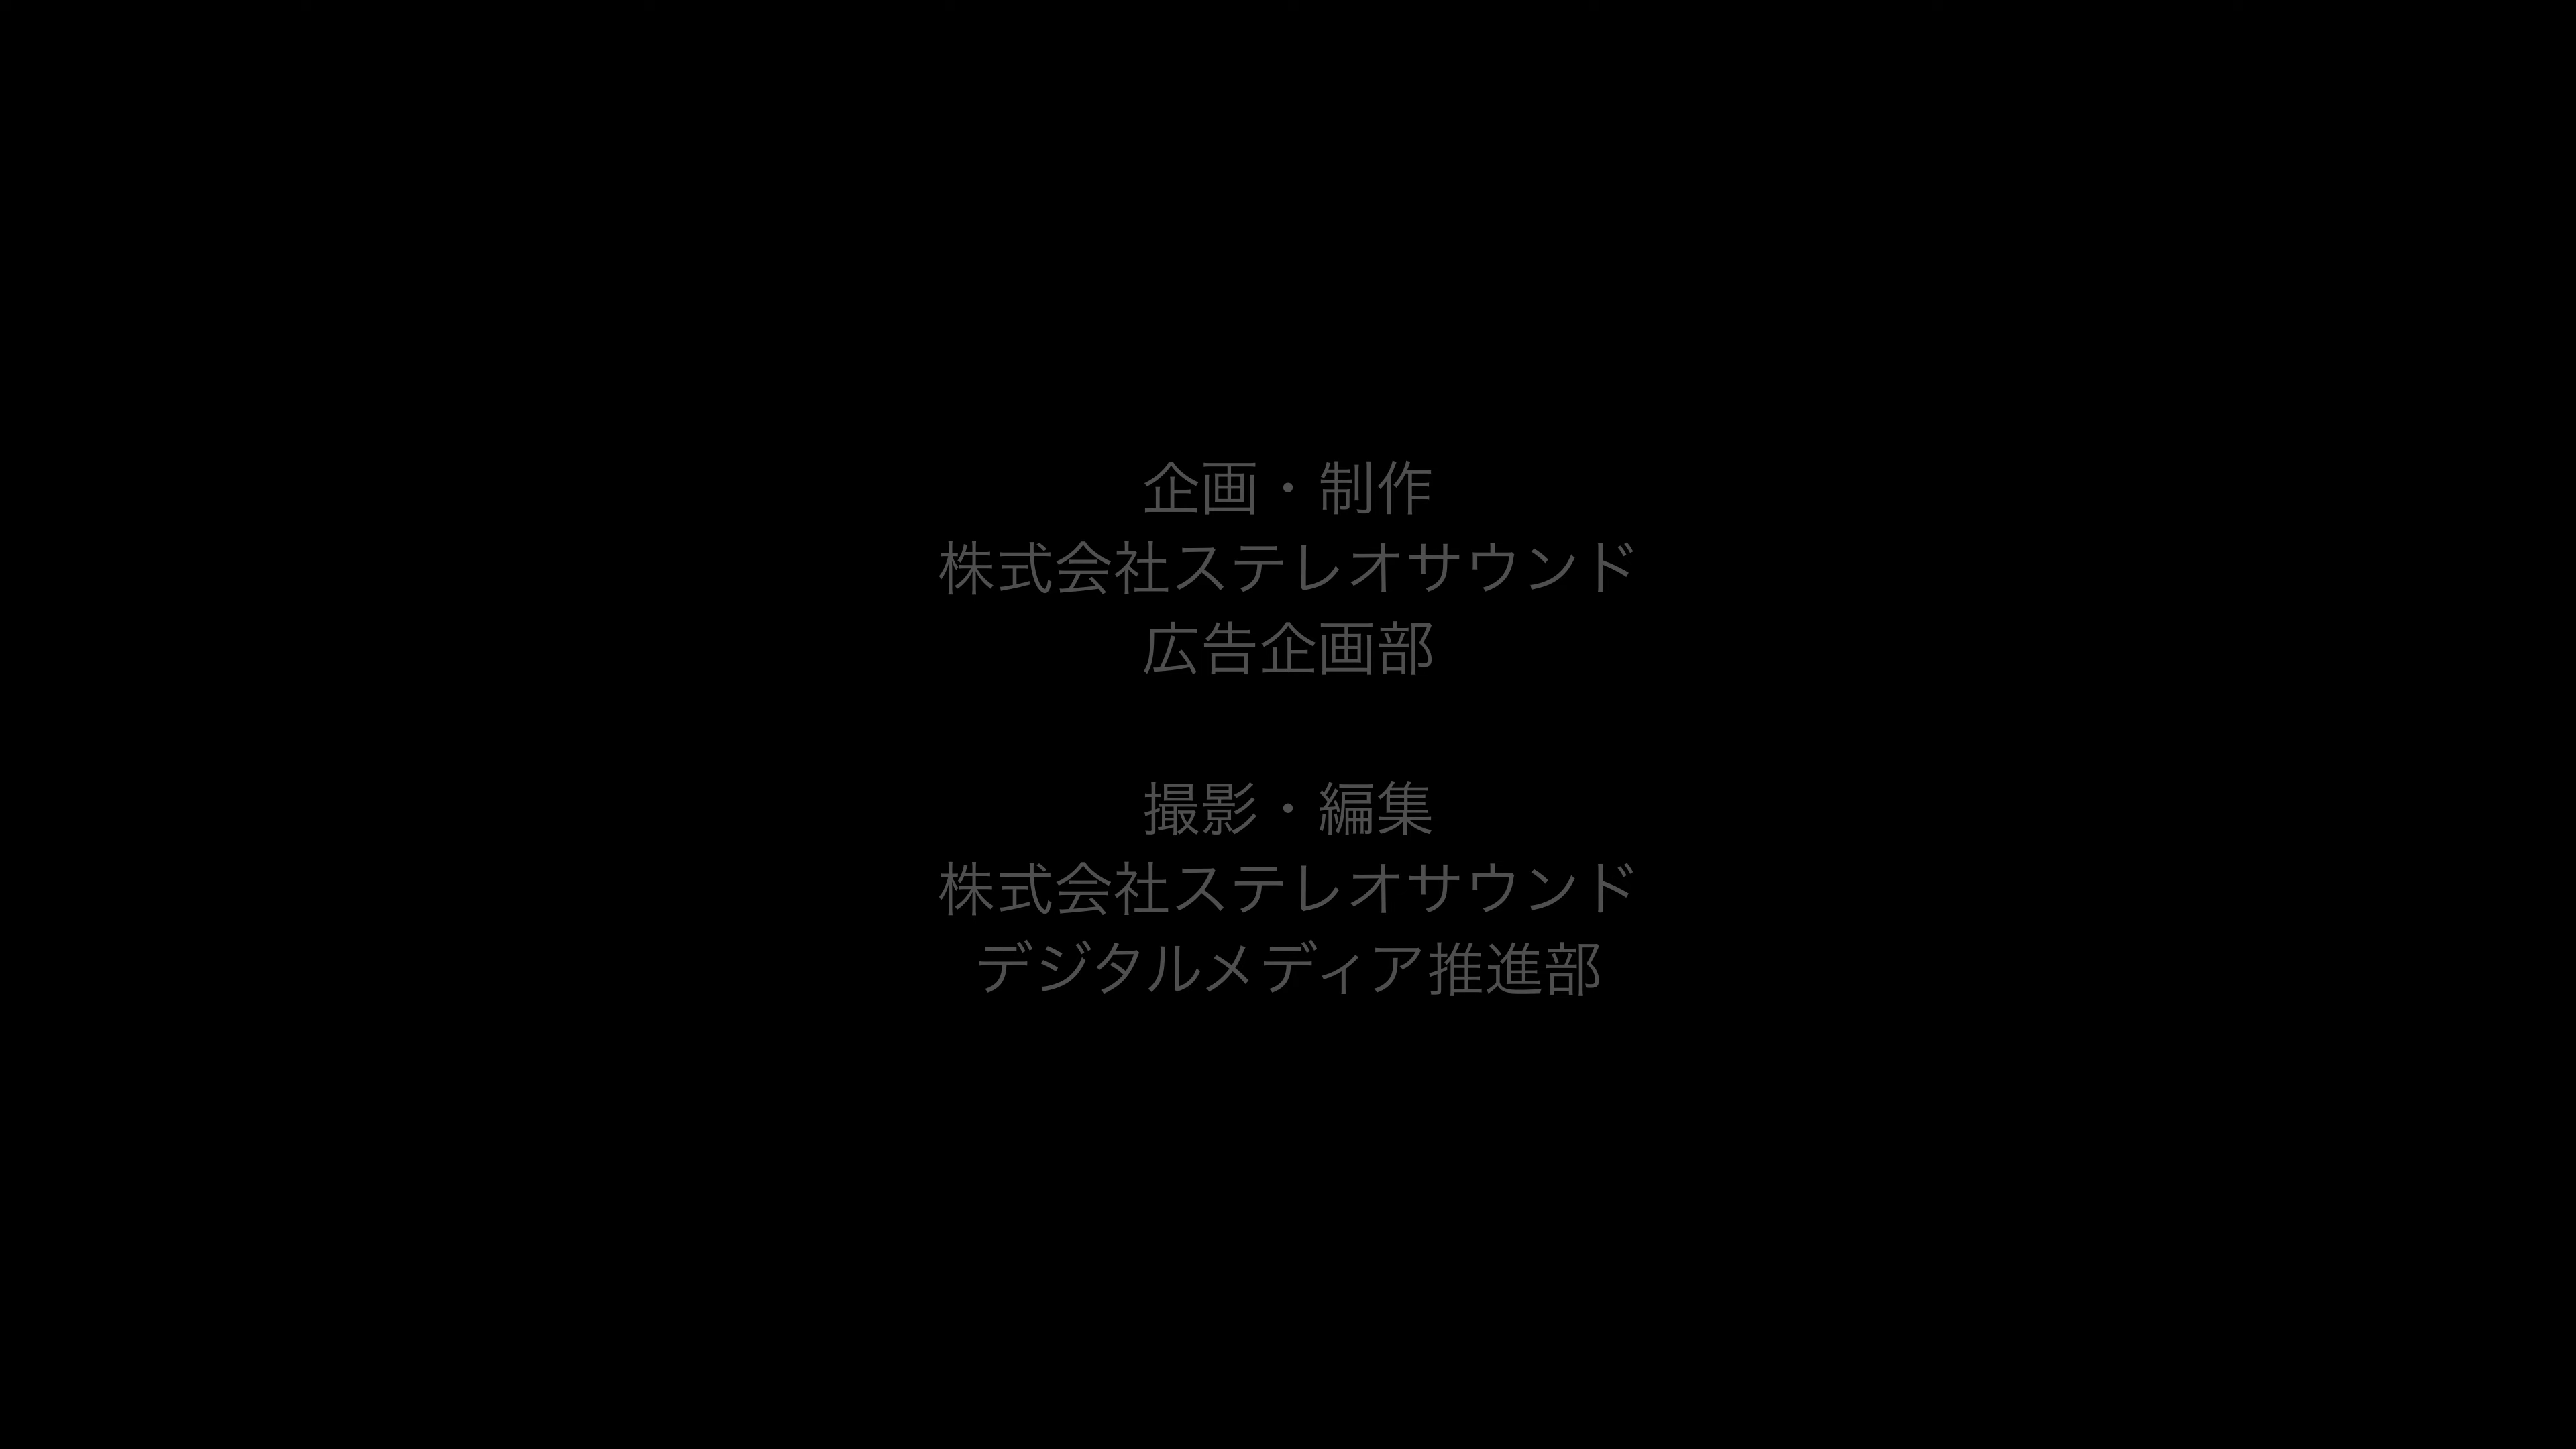 企画・制作
株式会社ステレオサウンド
広告企画部
撮影・編集
株式会社ステレオサウンド
デジタルメディア推進部